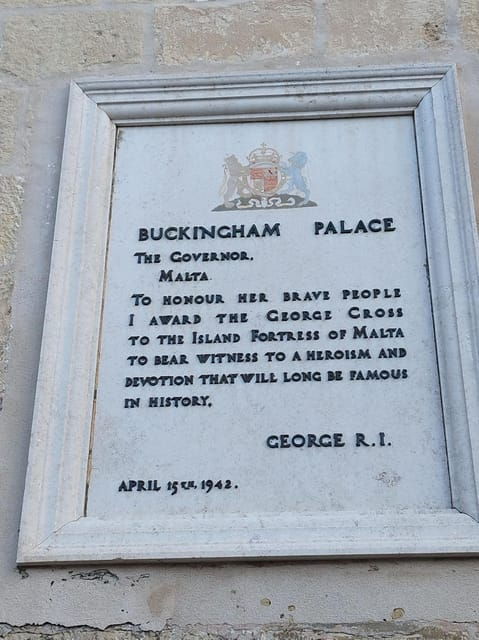 BUCKINGHAM PALACE
THE GOVERNOR,
MALTA.
TO HONOUR HER BRAVE PEOPLE
I AWARD THE GEORGE CROSS
TO THE ISLAND FORTRESS OF MALTA
TO BEAR WITNESS TO A HEROISM AND
DEVOTION THAT WILL LONG BE FAMOUS
IN HISTORY.
GEORGE R.I.
APRIL 15TH, 1942.